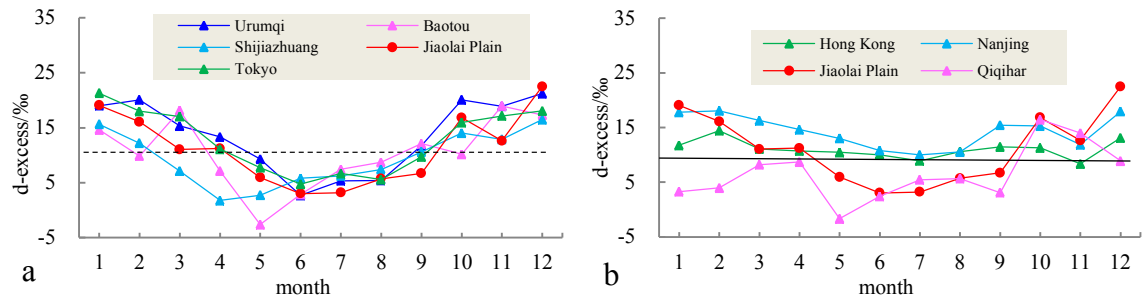 35
25
15
5
-5
d-excess/‰
Urumqi
Baotou
Shijiazhuang
Jiaolai Plain
Tokyo
1 2 3 4 5 6 7 8 9 10 11 12
month
a
35
25
15
5
-5
d-excess/‰
Hong Kong
Nanjing
Jiaolai Plain
Qiqihar
1 2 3 4 5 6 7 8 9 10 11 12
month
b